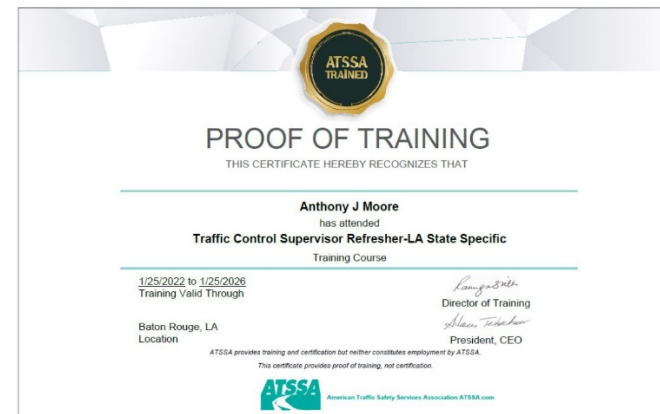 ATSSA
TRAINED
PROOF OF TRAINING
THIS CERTIFICATE HEREBY RECOGNIZES THAT
Anthony J Moore
has attended
Traffic Control Supervisor Refresher-LA State Specific
Training Course
1/25/2022 to 1/25/2026
Training Valid Through
Director of Training
Baton Rouge, LA
Location
President, CEO
ATSSA provides training and certification but neither constitutes employment by ATSSA.
This certificate provides proof of training, not certification.
ATSSA
American Traffic Safety Services Association ATSSA.com